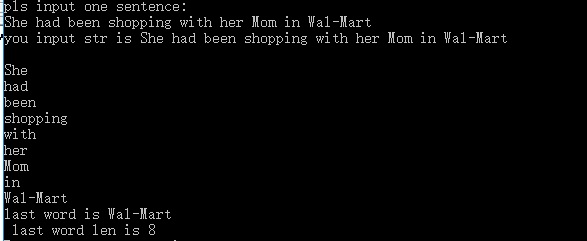 pls input one sentence:
She had been shopping with her Mom in Wal-Mart
you input str is She had been shopping with her Mom in Wal-Mart
She
had
been
shopping
with
her
Mom
in
Wal-Mart
last word is Wal-Mart
last word len is 8